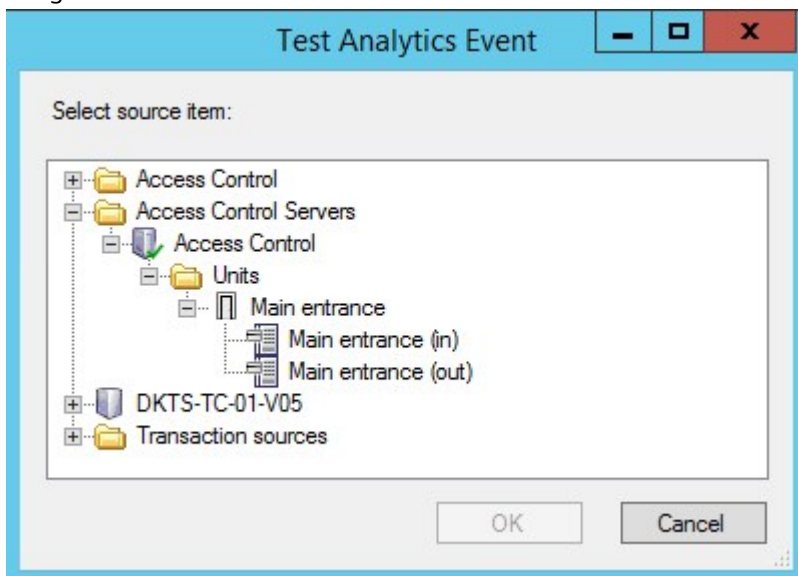 Test Analytics Event
Select source item:
Access Control
Access Control Servers
Access Control
Units
Main entrance
Main entrance (in)
Main entrance (out)
DKTS-TC-01-V05
Transaction sources
OK Cancel